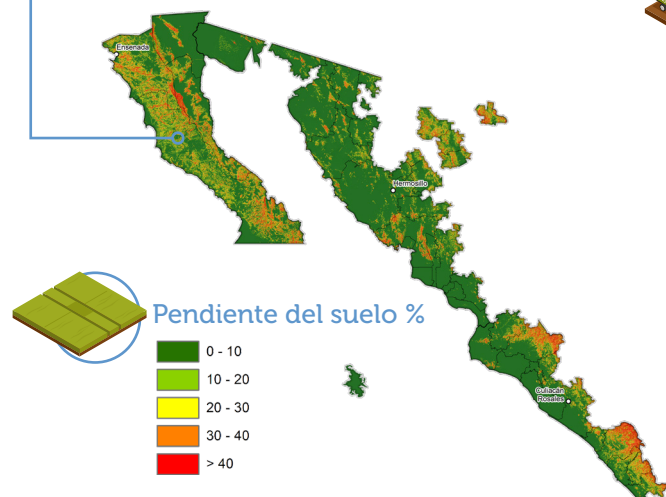 Ensenada
Hermosillo
Culiacán
Rosales
Pendiente del suelo %
0 - 10
10 - 20
20 - 30
30 - 40
> 40